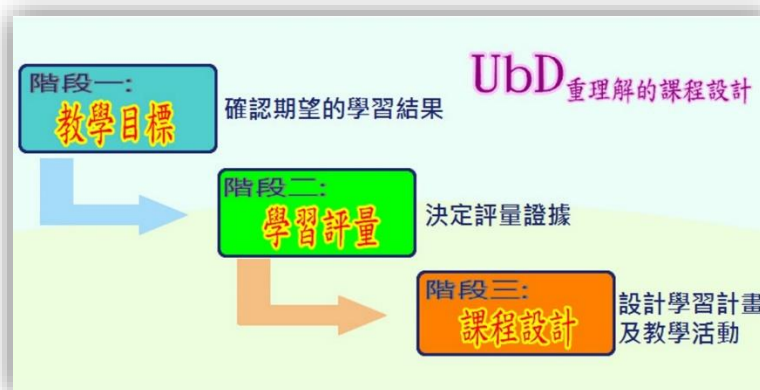 UbD重理解的課程設計
階段一:
教學目標
確認期望的學習結果
階段二:
學習評量
決定評量證據
階段三:
課程設計
設計學習計畫
及教學活動